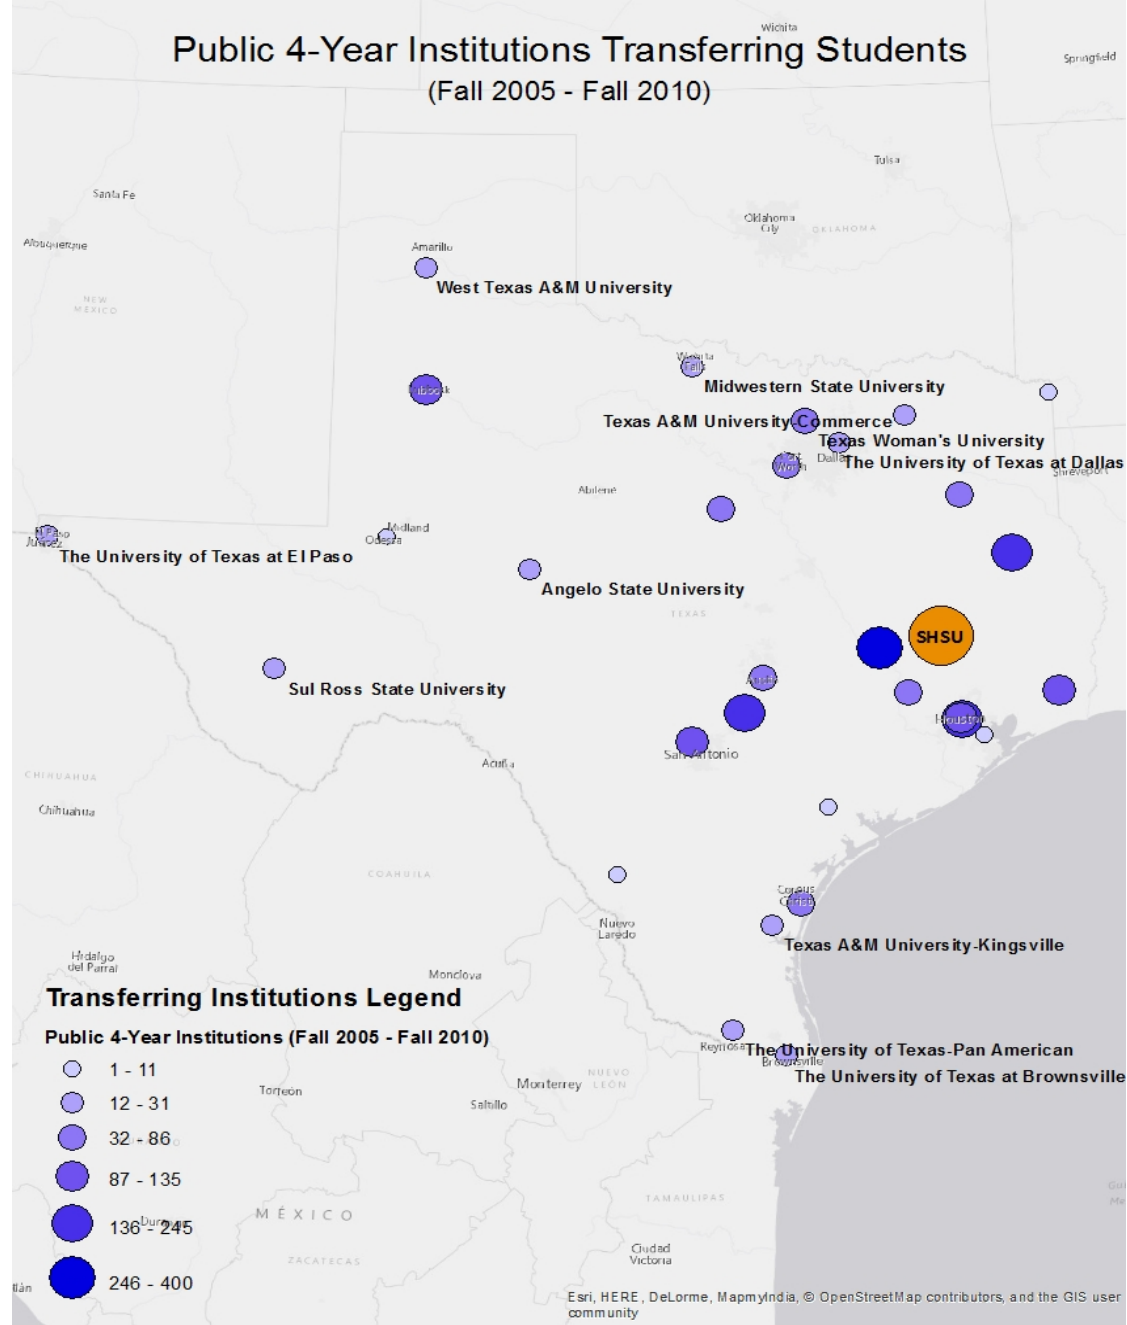 Wichita
Public 4-Year Institutions Transferring Students
Springfield
(Fall 2005 - Fall 2010)
Tulsa
Santa Fe
Oklahoma
City
OKLAHOMA
Albuquerque
Amarillo
West Texas A&M University
NEW
MEXICO
Wichita
Falls
Midwestern State University
Lubbock
Texas A&M University-Commerce
Texas Woman's University
Fort
Worth
Dallas
The University of Texas at Dallas
Shreveport
Abilene
El Paso
Juárez
Midland
Odessa
The University of Texas at El Paso
Angelo State University
TEXAS
SHSU
Sul Ross State University
Austin
Houston
San Antonio
Acuña
CHIHUAHUA
Chihuahua
COAHUILA
Corpus
Christi
Nuevo
Laredo
Texas A&M University-Kingsville
Hidalgo
del Parral
Monclova
Transferring Institutions Legend
Public 4-Year Institutions (Fall 2005 - Fall 2010)
Reynosa
The University of Texas-Pan American
Brownsville
The University of Texas at Brownsville
1 - 11
NUEVO
LEÓN
Monterrey
Torreón
Saltillo
12 - 31
32 - 86
87 - 135
Durango
136 - 245
246 - 400
MÉXICO
TAMAULIPAS
ZACATECAS
Ciudad
Victoria
Esri, HERE, DeLorme, MapmyIndia, © OpenStreetMap contributors, and the GIS user
community